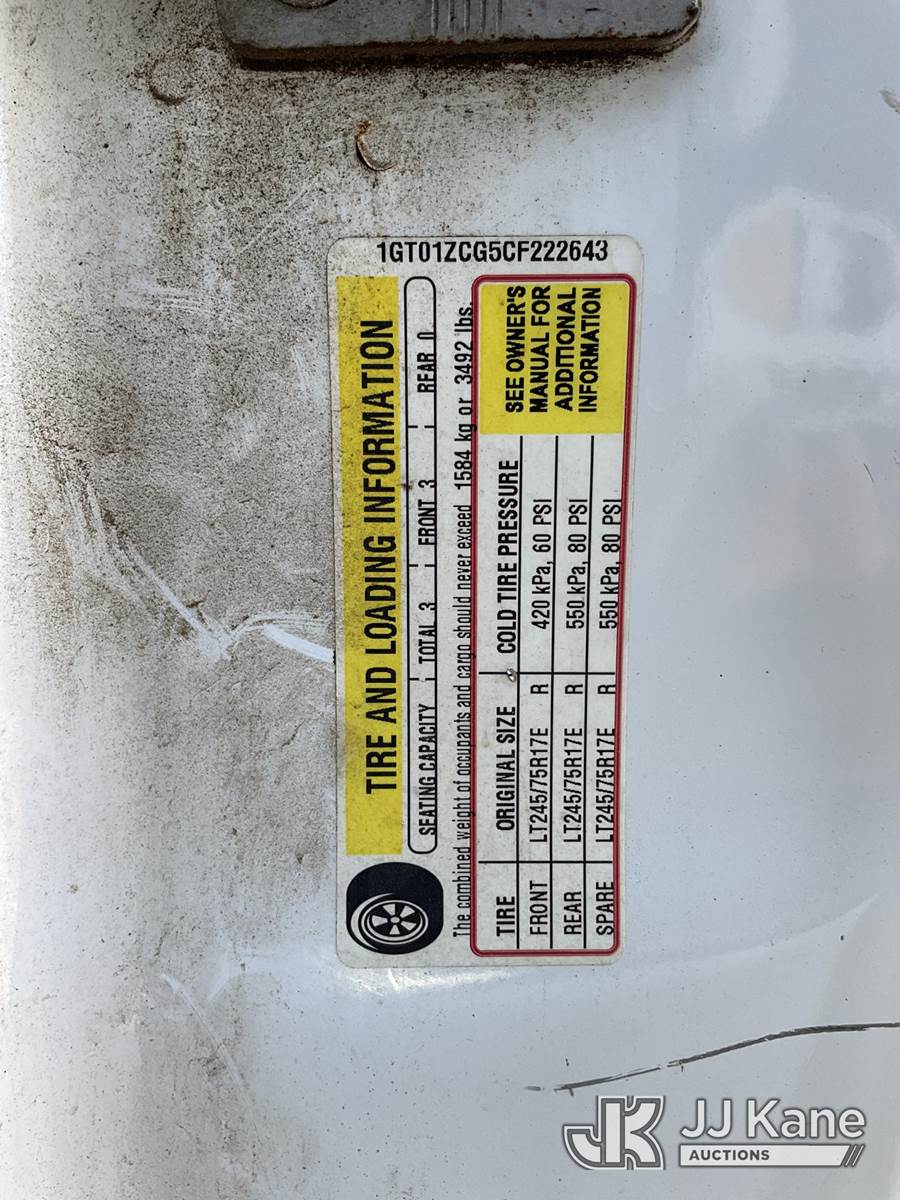 1GT01ZCG5CF222643
TIRE AND LOADING INFORMATION
SEATING CAPACITY TOTAL 3 FRONT 3 REAR 0
The combined weight of occupants and cargo should never exceed 1584 kg or 3492 lbs.
TIRE ORIGINAL SIZE COLD TIRE PRESSURE
FRONT LT245/75R17E R 420 kPa, 60 PSI
REAR LT245/75R17E R 550 kPa, 80 PSI
SPARE LT245/75R17E R 550 kPa, 80 PSI
SEE OWNER'S
MANUAL FOR
ADDITIONAL
INFORMATION
JK JJ Kane
AUCTIONS